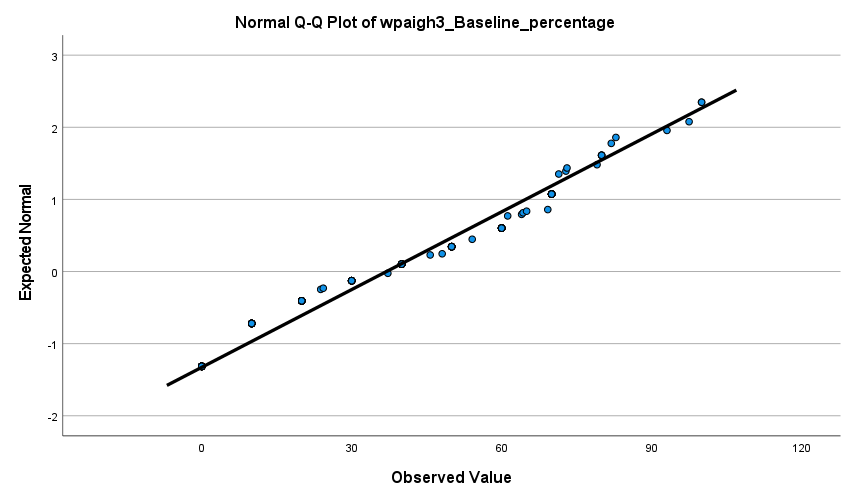 Normal Q-Q Plot of wpaigh3_Baseline_percentage
3
2
1
0
-1
-2
Expected Normal
0 30 60 90 120
Observed Value